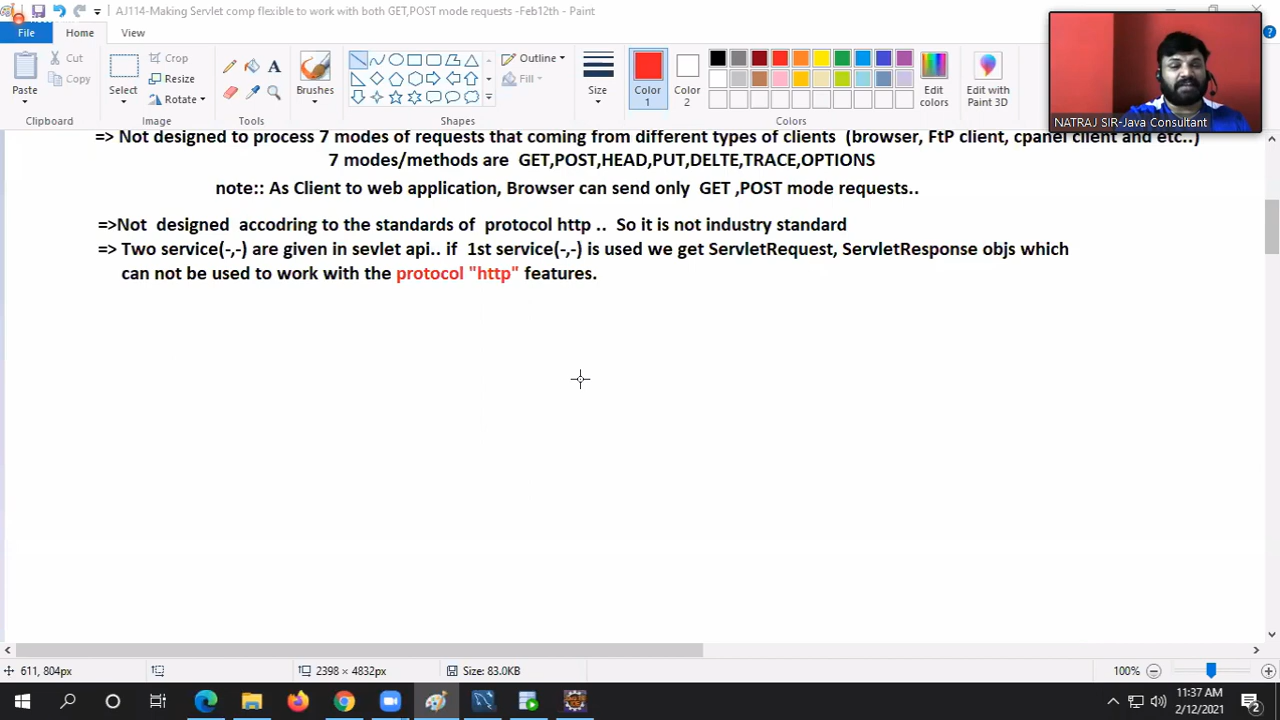 AJ114-Making Servlet comp flexible to work with both GET,POST mode requests -Feb12th - Paint
File
Home
View
Paste
Cut
Copy
Clipboard
Select
Crop
Resize
Rotate
Image
Tools
Brushes
Shapes
Outline
Fill
Size
Color 1
Color 2
Colors
Edit colors
Edit with Paint 3D
NATRAJ SIR-Java Consultant
=> Not designed to process 7 modes of requests that coming from different types of clients (browser, FtP client, cpanel client and etc..)
7 modes/methods are GET,POST,HEAD,PUT,DELTE,TRACE,OPTIONS
note:: As Client to web application, Browser can send only GET ,POST mode requests..
=>Not designed accodring to the standards of protocol http .. So it is not industry standard
=> Two service(-,-) are given in sevlet api.. if 1st service(-,-) is used we get ServletRequest, ServletResponse objs which
can not be used to work with the protocol "http" features.
611, 804px
2398 × 4832px
Size: 83.0KB
100%
11:37 AM
2/12/2021
2